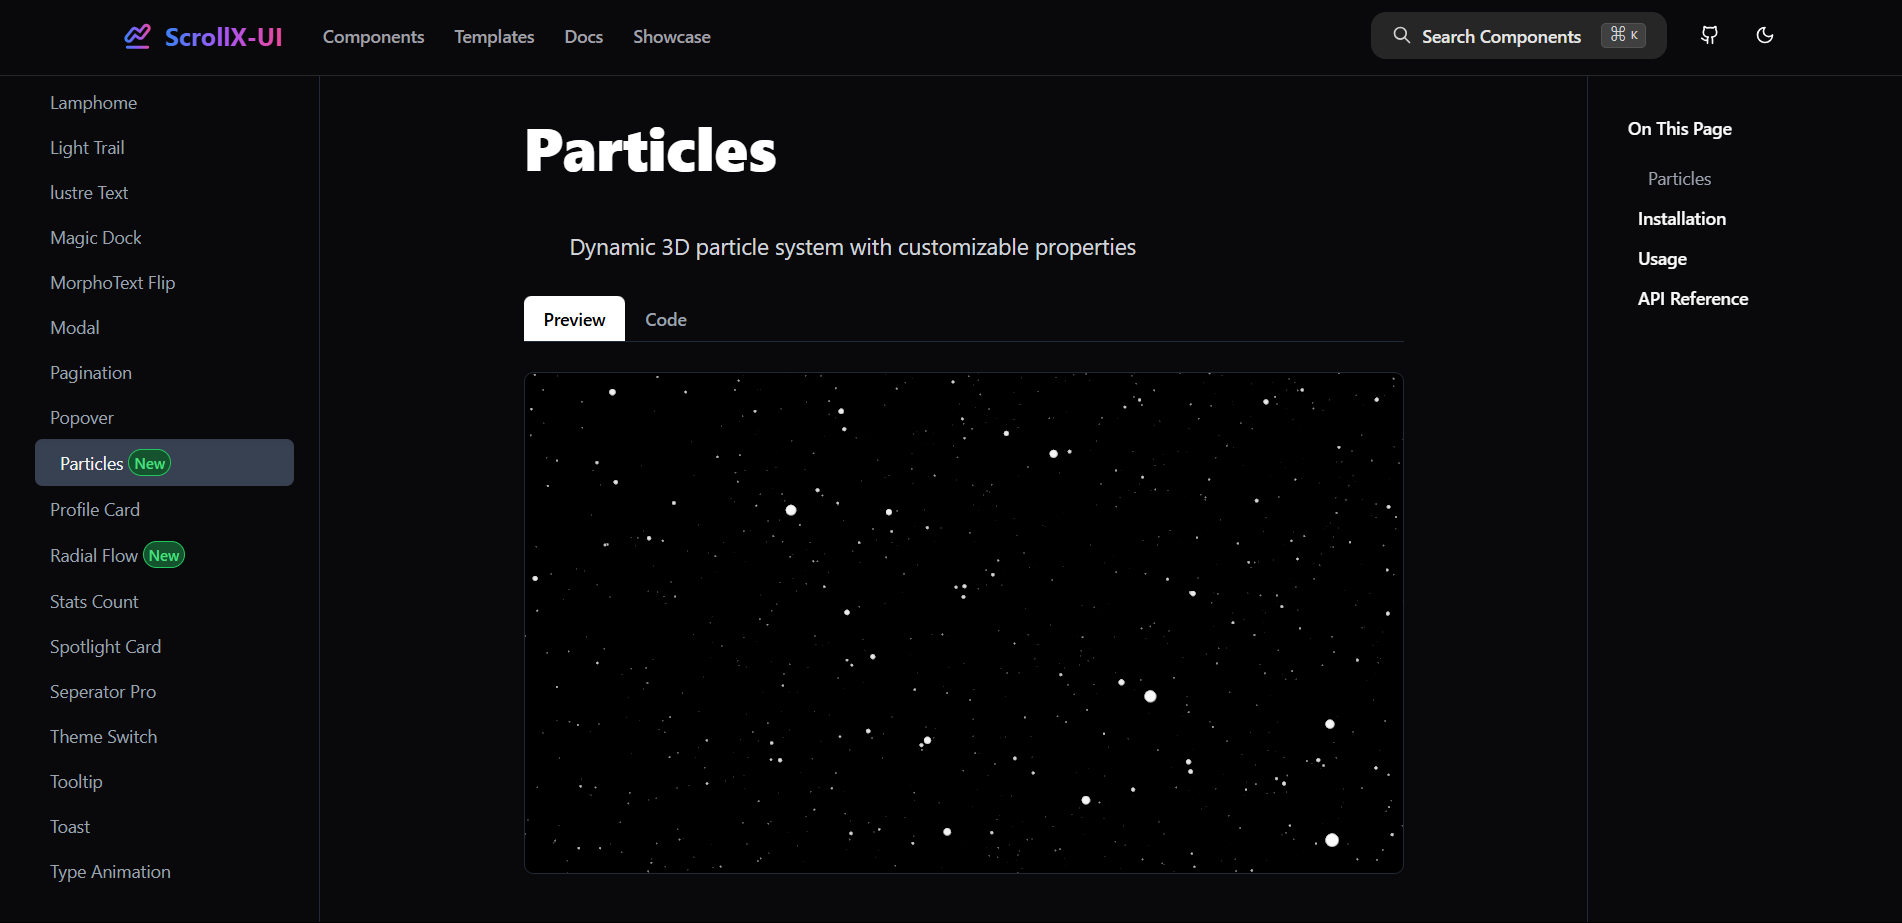 ScrollX-UI
Components
Templates
Docs
Showcase
Search Components
⌘ K
Lamphome
Light Trail
lustre Text
Magic Dock
MorphoText Flip
Modal
Pagination
Popover
Particles New
Profile Card
Radial Flow New
Stats Count
Spotlight Card
Seperator Pro
Theme Switch
Tooltip
Toast
Type Animation
Particles
Dynamic 3D particle system with customizable properties
Preview
Code
On This Page
Particles
Installation
Usage
API Reference